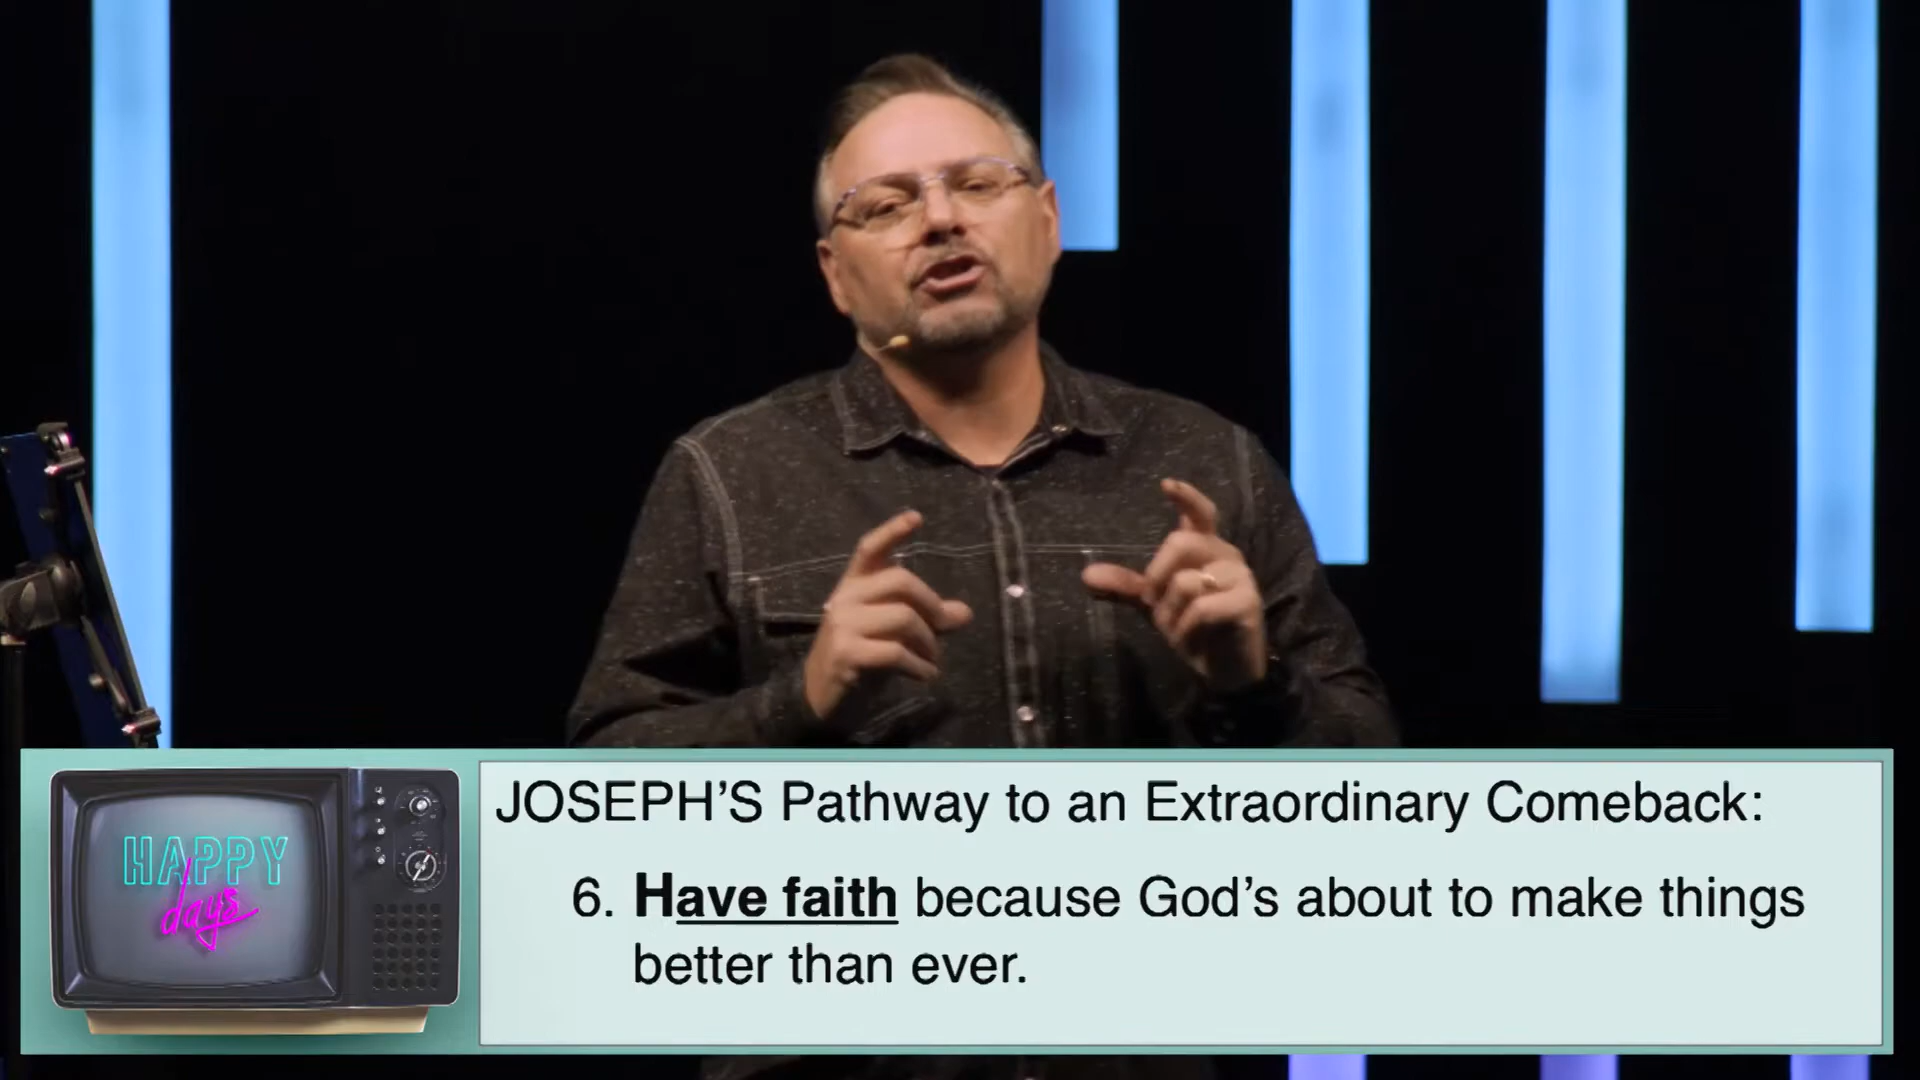 JOSEPH’S Pathway to an Extraordinary Comeback:
6. Have faith because God’s about to make things
better than ever.
HAPPY
days